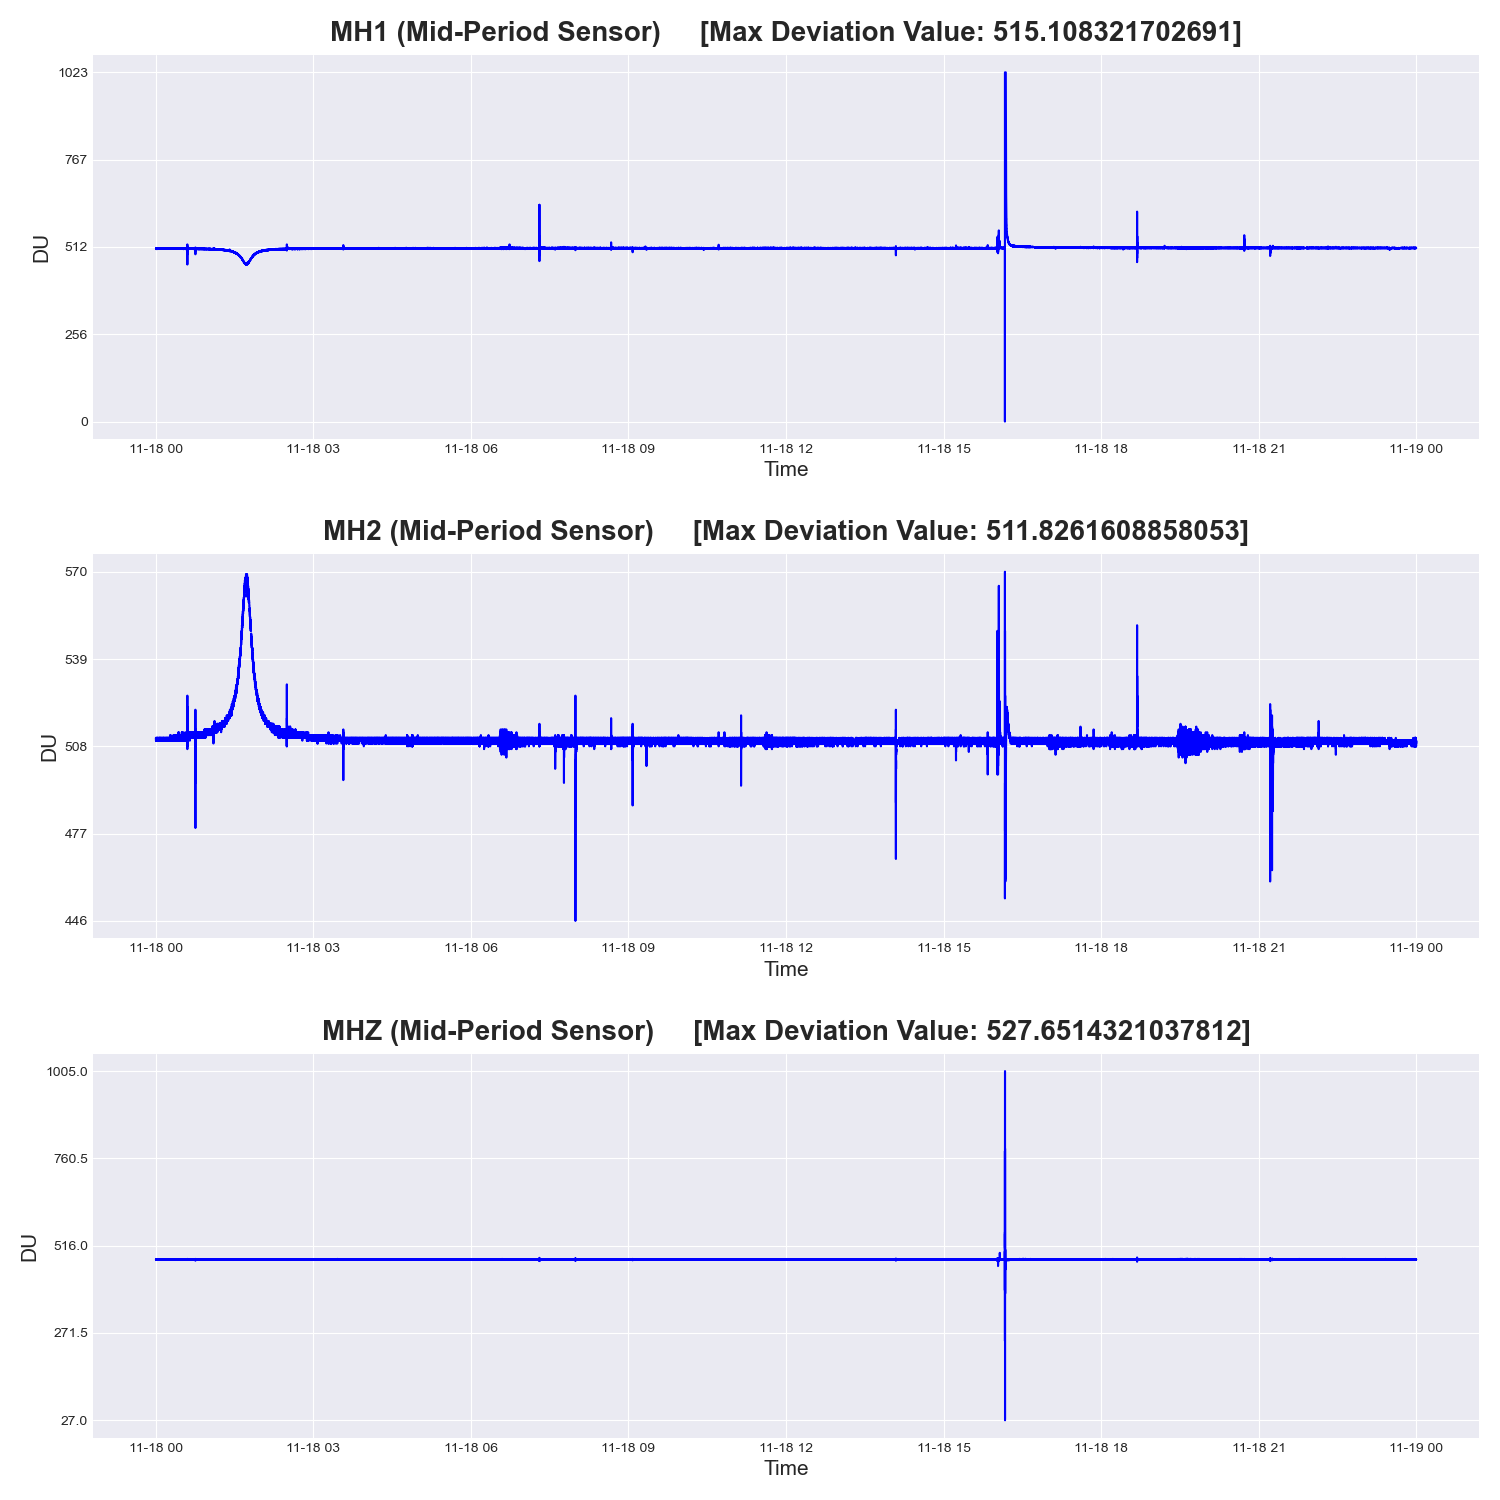 MH1 (Mid-Period Sensor) [Max Deviation Value: 515.108321702691]
1023
767
512
256
0
DU
11-18 00 11-18 03 11-18 06 11-18 09 11-18 12 11-18 15 11-18 18 11-18 21 11-19 00
Time
MH2 (Mid-Period Sensor) [Max Deviation Value: 511.8261608858053]
570
539
508
477
446
DU
11-18 00 11-18 03 11-18 06 11-18 09 11-18 12 11-18 15 11-18 18 11-18 21 11-19 00
Time
MHZ (Mid-Period Sensor) [Max Deviation Value: 527.6514321037812]
1005.0
760.5
516.0
271.5
27.0
DU
11-18 00 11-18 03 11-18 06 11-18 09 11-18 12 11-18 15 11-18 18 11-18 21 11-19 00
Time